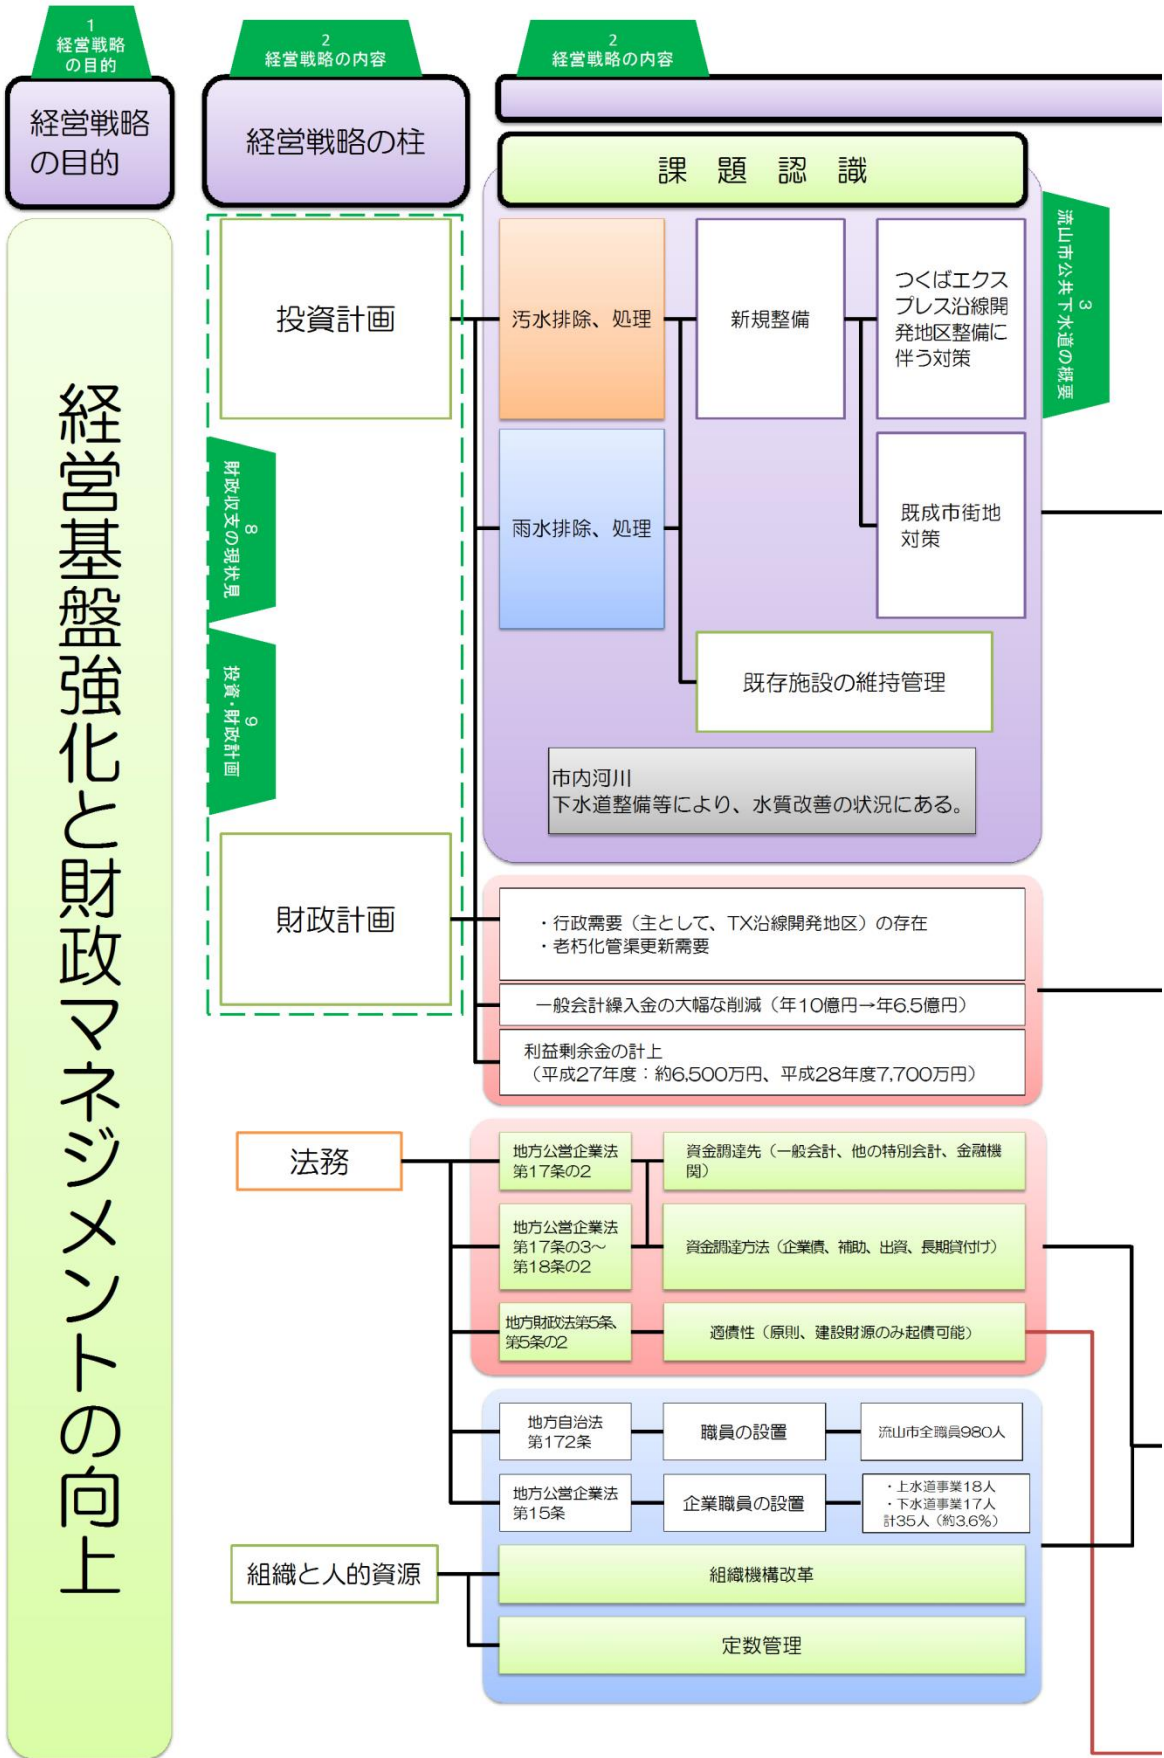 1
経営戦略
の目的
2
経営戦略の内容
2
経営戦略の内容
経営戦略
の目的
経営戦略の柱
課題認識
経営基盤強化と財政マネジメントの向上
投資計画
汚水排除、処理
新規整備
つくばエクス
プレス沿線開
発地区整備に
伴う対策
3
流山市公共下水道の概要
8
財政収支の現状見
雨水排除、処理
既成市街地
対策
9
投資・財政計画
既存施設の維持管理
市内河川
下水道整備等により、水質改善の状況にある。
財政計画
・行政需要（主として、TX沿線開発地区）の存在
・老朽化管渠更新需要
一般会計繰入金の大幅な削減（年10億円→年6.5億円）
利益剰余金の計上
（平成27年度：約6,500万円、平成28年度7,700万円）
法務
地方公営企業法
第17条の2
資金調達先（一般会計、他の特別会計、金融機
関）
地方公営企業法
第17条の3～
第18条の2
資金調達方法（企業債、補助、出資、長期貸付け）
地方財政法第5条、
第5条の2
適債性（原則、建設財源のみ起債可能）
地方自治法
第172条
職員の設置
流山市全職員980人
地方公営企業法
第15条
企業職員の設置
・上水道事業18人
・下水道事業17人
計35人（約3.6%）
組織と人的資源
組織機構改革
定数管理